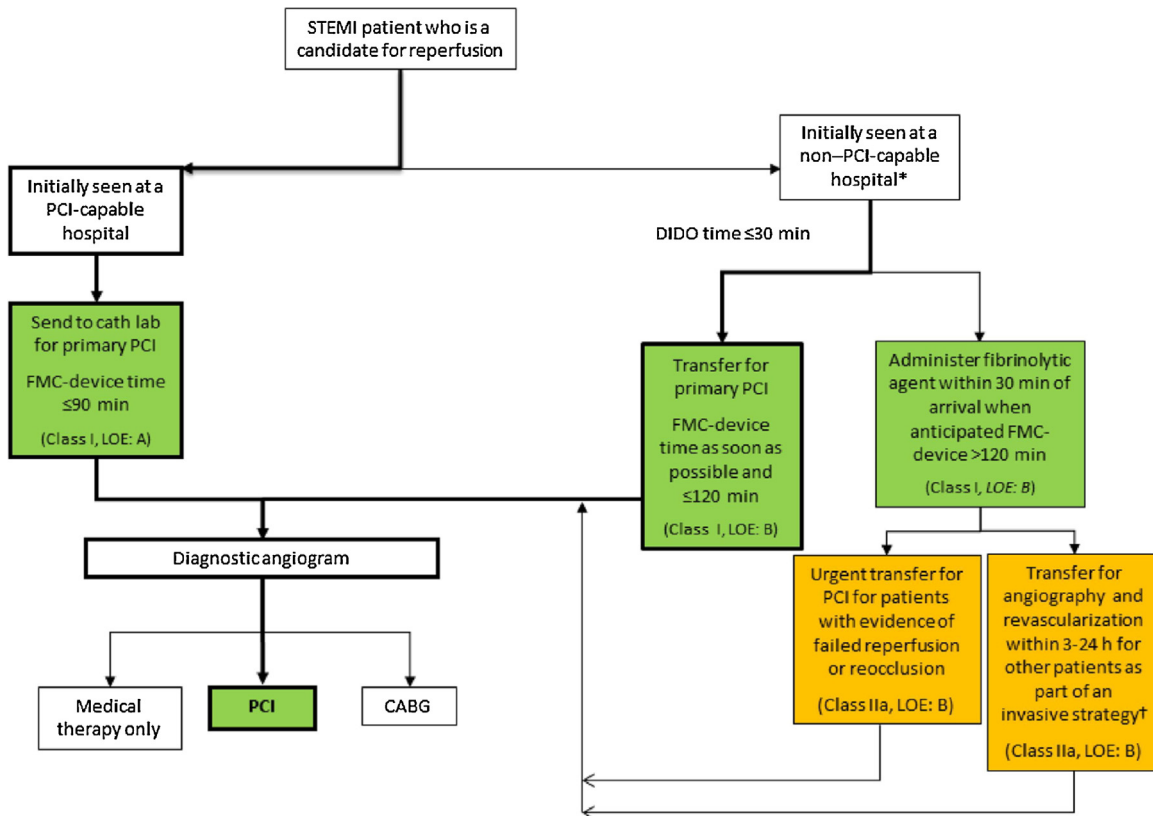 STEMI patient who is a
candidate for reperfusion
Initially seen at a
non–PCI-capable
hospital*
Initially seen at a
PCI-capable
hospital
DIDO time ≤30 min
Send to cath lab
for primary PCI
FMC-device time
≤90 min
(Class I, LOE: A)
Transfer for
primary PCI
FMC-device
time as soon as
possible and
≤120 min
(Class I, LOE: B)
Administer fibrinolytic
agent within 30 min of
arrival when
anticipated FMC-
device >120 min
(Class I, LOE: B)
Diagnostic angiogram
Urgent transfer for
PCI for patients
with evidence of
failed reperfusion
or reocclusion
(Class IIa, LOE: B)
Transfer for
angiography and
revascularization
within 3-24 h for
other patients as
part of an
invasive strategy†
(Class IIa, LOE: B)
Medical
therapy only
PCI
CABG